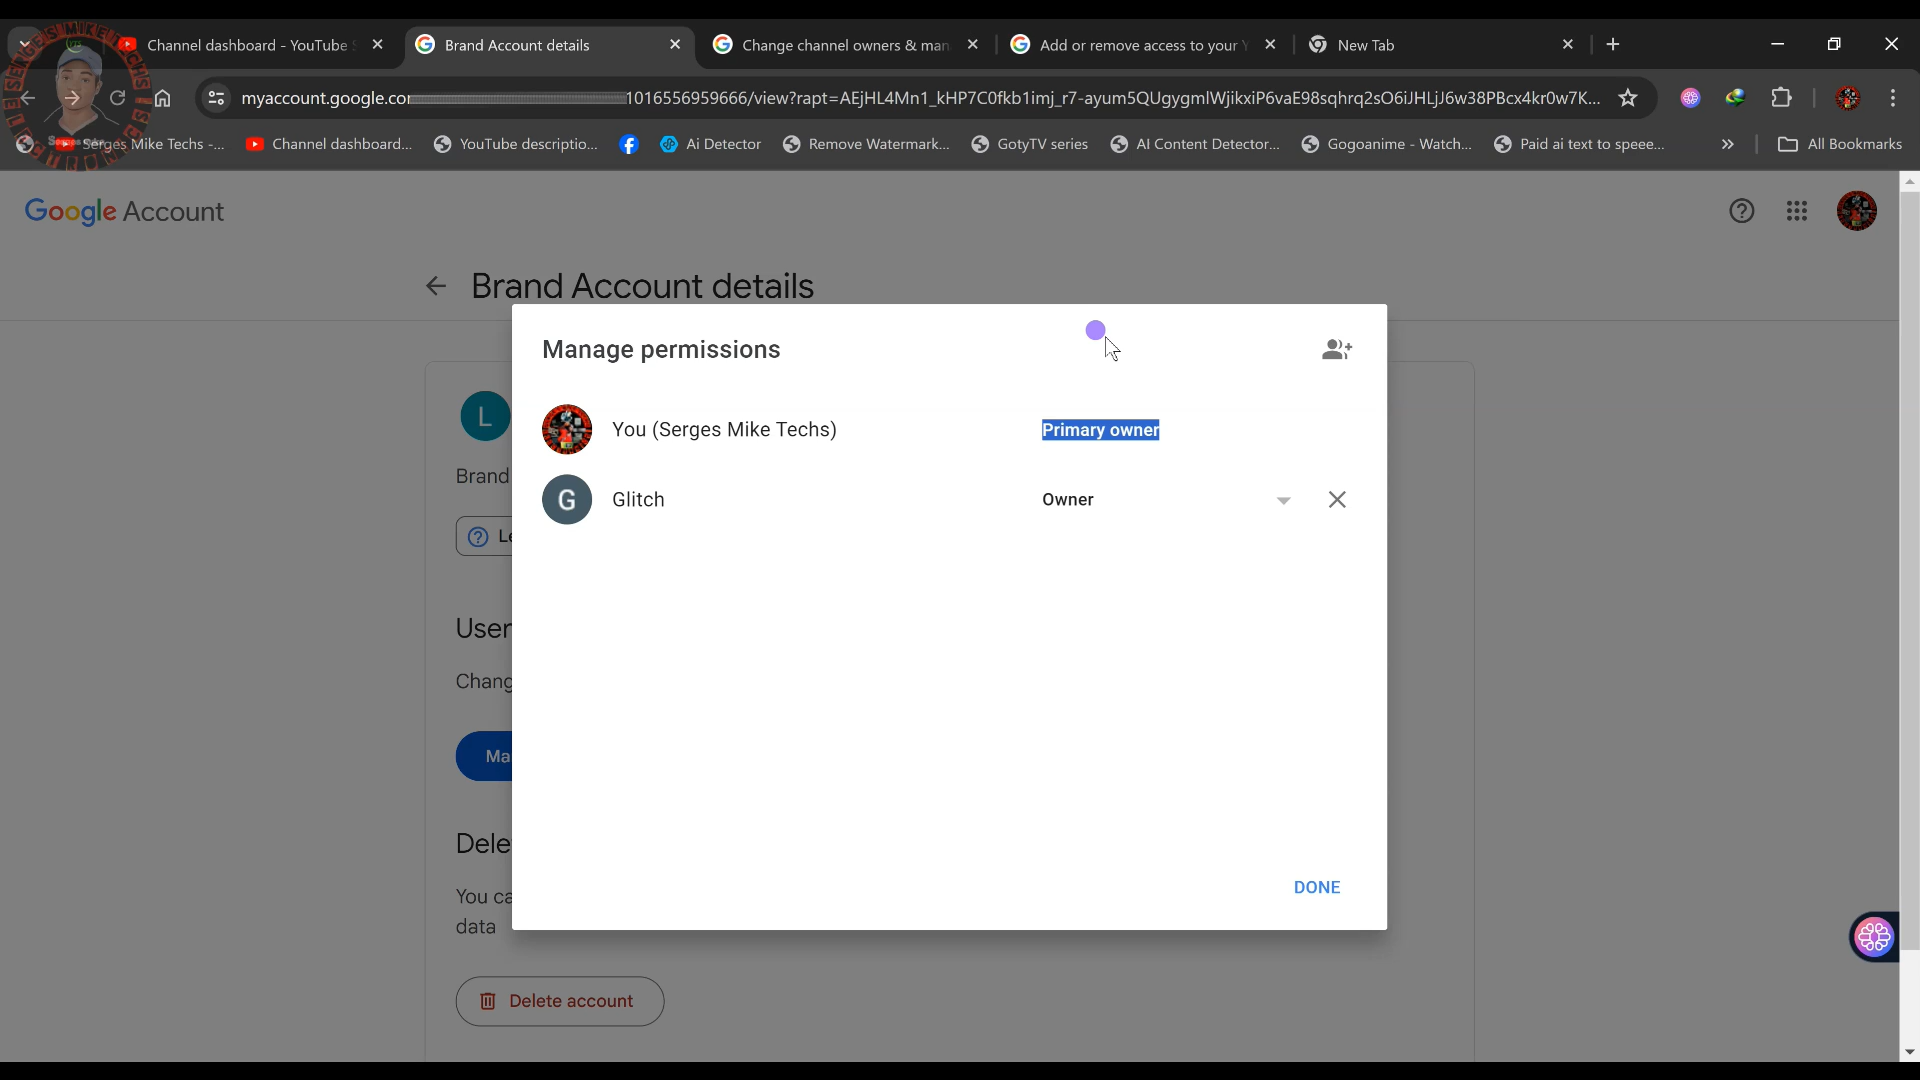 Channel dashboard - YouTube S
Brand Account details
Change channel owners & man
Add or remove access to your Y
New Tab
myaccount.google.co
1016556959666/view?rapt=AEjHL4Mn1_kHP7C0fkb1imj_r7-ayum5QUgygmlWjikxiP6vaE98sqhrq2sO6iJHLjJ6w38PBcx4kr0w7K...
Serges Mike Techs -...
Channel dashboard...
YouTube descriptio...
Ai Detector
Remove Watermark...
GotyTV series
AI Content Detector...
Gogoanime - Watch...
Paid ai text to speee...
All Bookmarks
Google Account
Brand Account details
L
Brand
Le
User
Chang
Ma
Dele
You ca
data
Delete account
Manage permissions
You (Serges Mike Techs)
Primary owner
G
Glitch
Owner
DONE